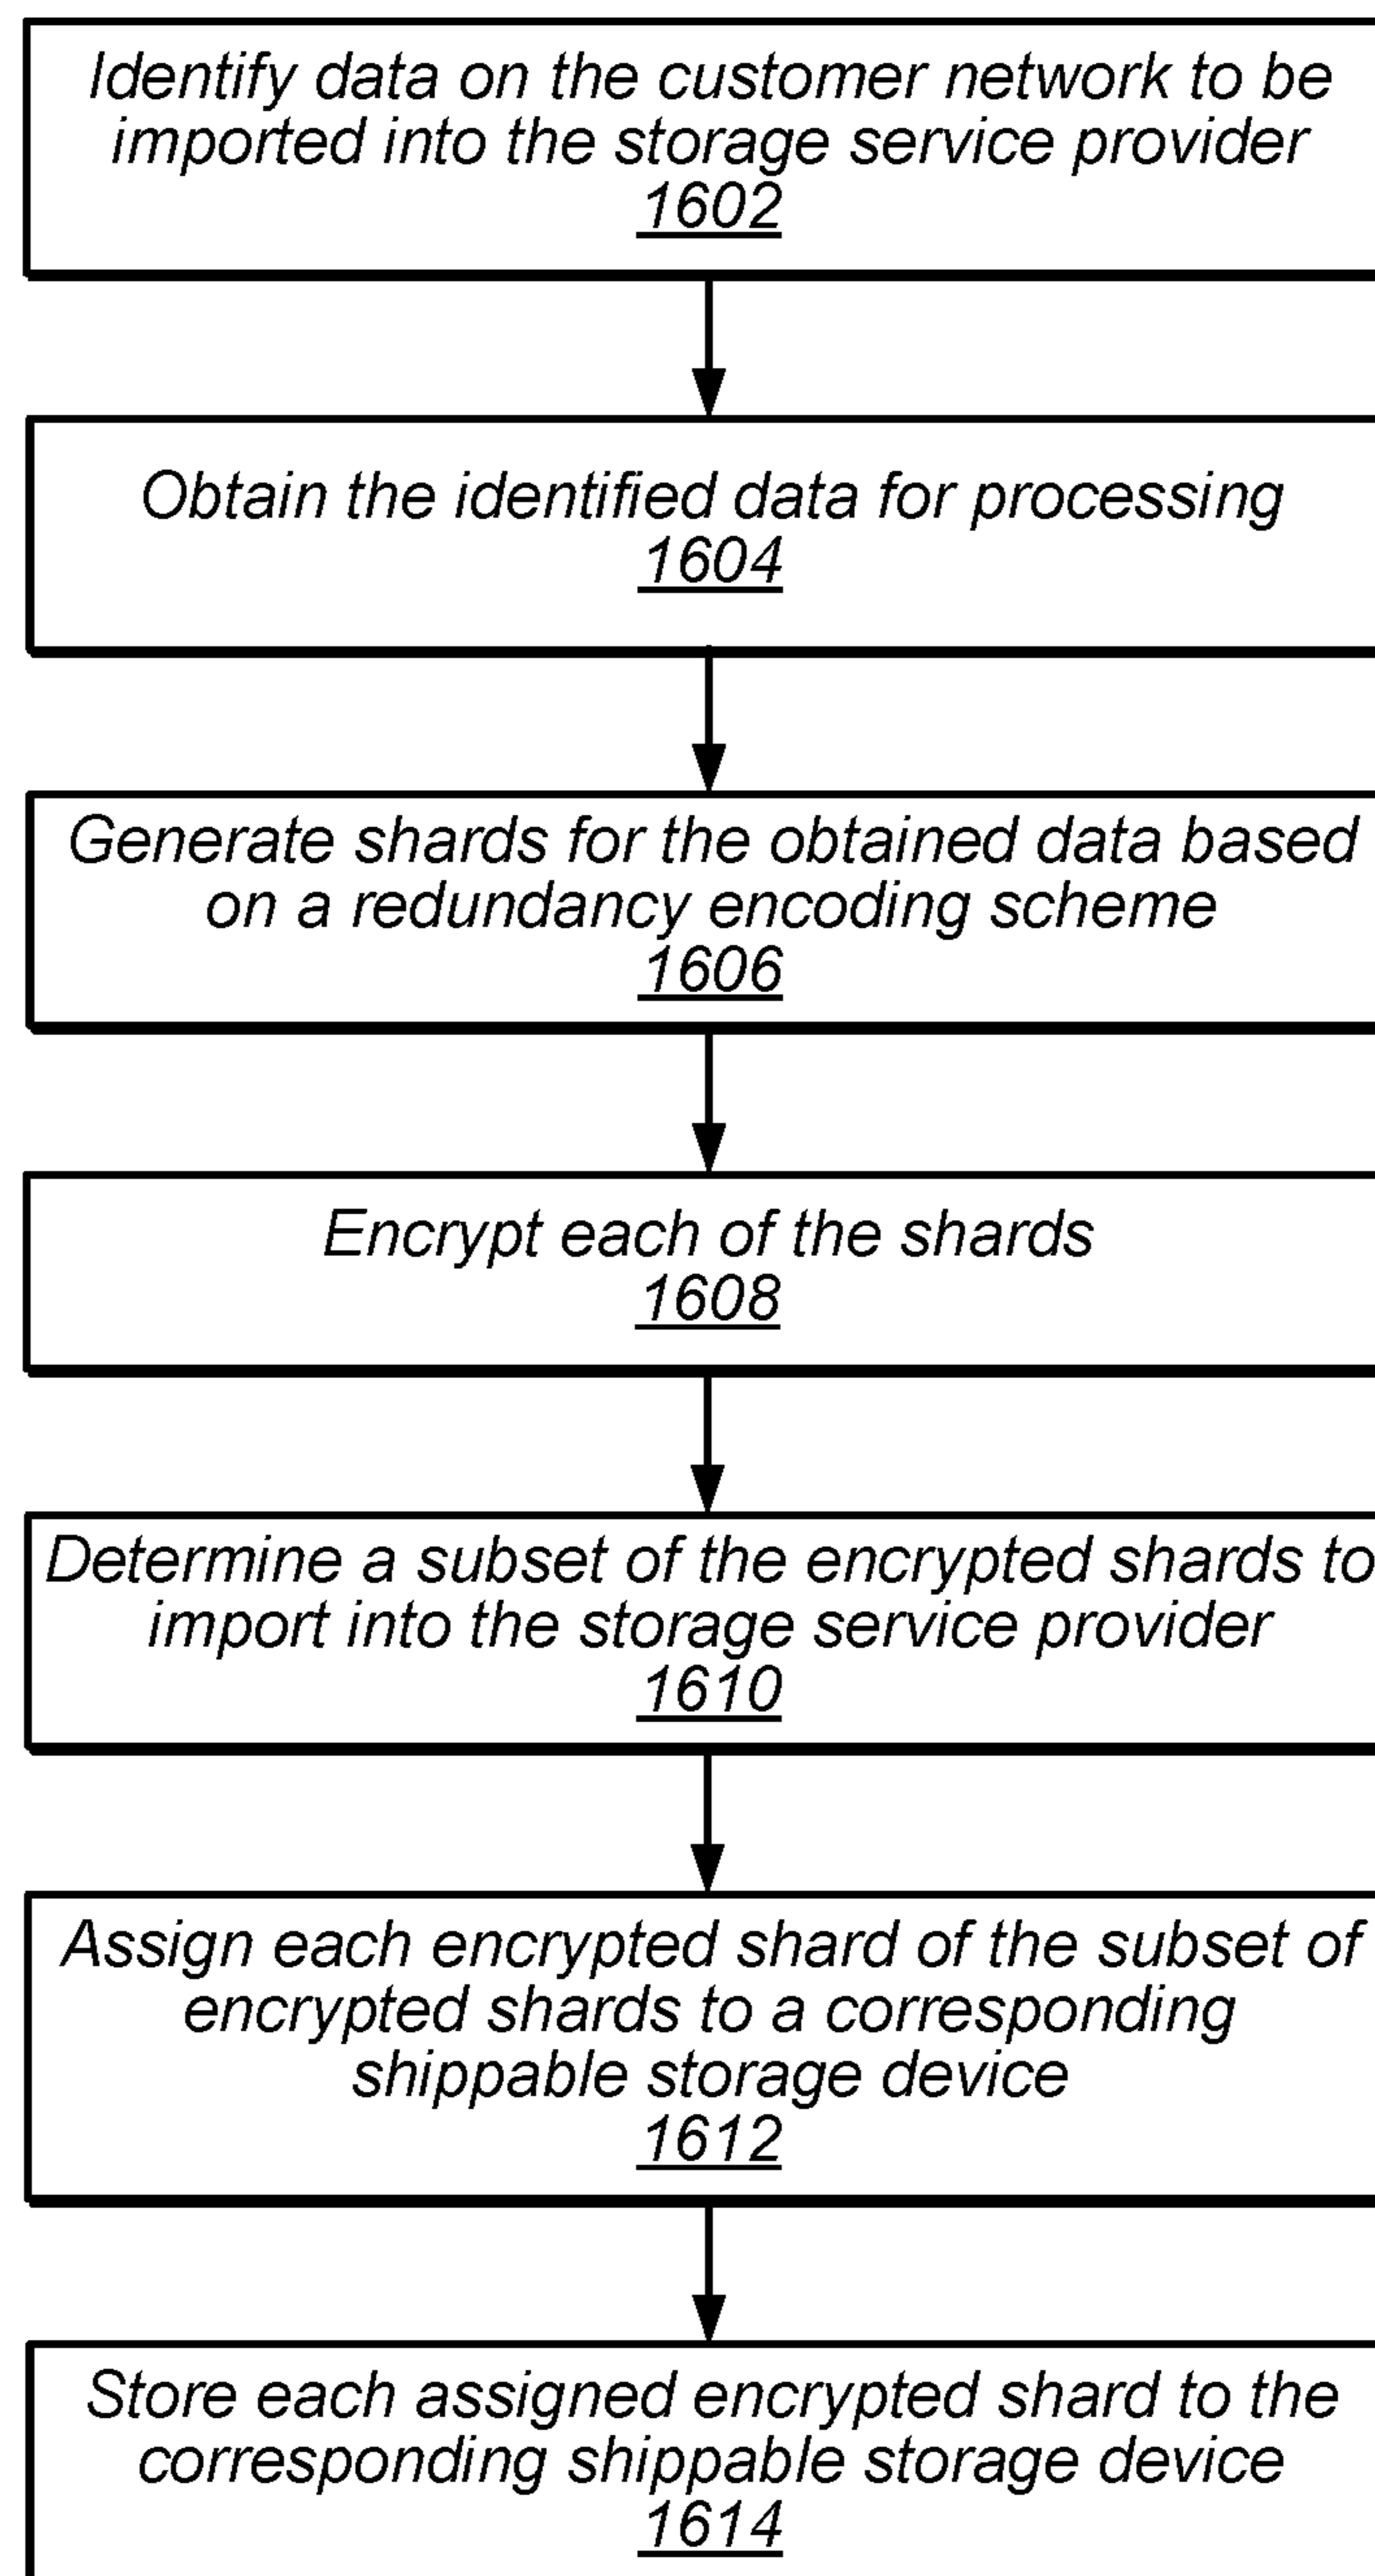 Identify data on the customer network to be
imported into the storage service provider
1602
Obtain the identified data for processing
1604
Generate shards for the obtained data based
on a redundancy encoding scheme
1606
Encrypt each of the shards
1608
Determine a subset of the encrypted shards to
import into the storage service provider
1610
Assign each encrypted shard of the subset of
encrypted shards to a corresponding
shippable storage device
1612
Store each assigned encrypted shard to the
corresponding shippable storage device
1614